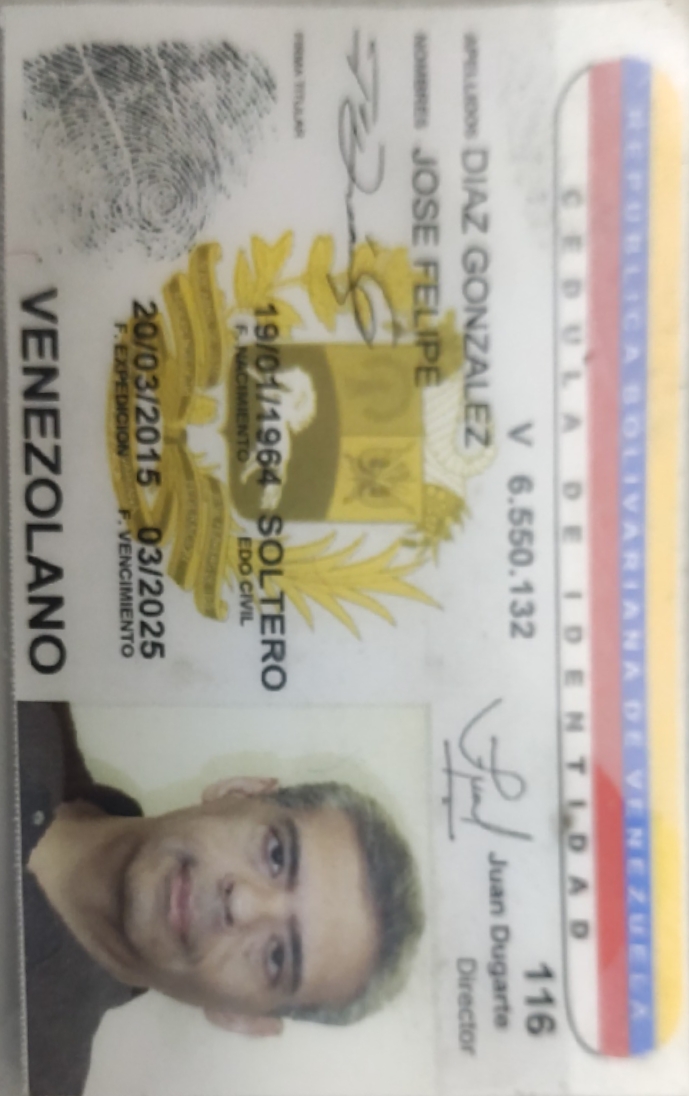 REPUBLICA BOLIVARIANA DE VENEZUELA
CEDULA DE IDENTIDAD
V 6.550.132
116
Juan Dugarte
Director
APELLIDOS DIAZ GONZALEZ
NOMBRES JOSE FELIPE
FIRMA TITULAR
19/01/1964 SOLTERO
F. NACIMIENTO EDO CIVIL
20/03/2015 03/2025
F. EXPEDICION F. VENCIMIENTO
VENEZOLANO